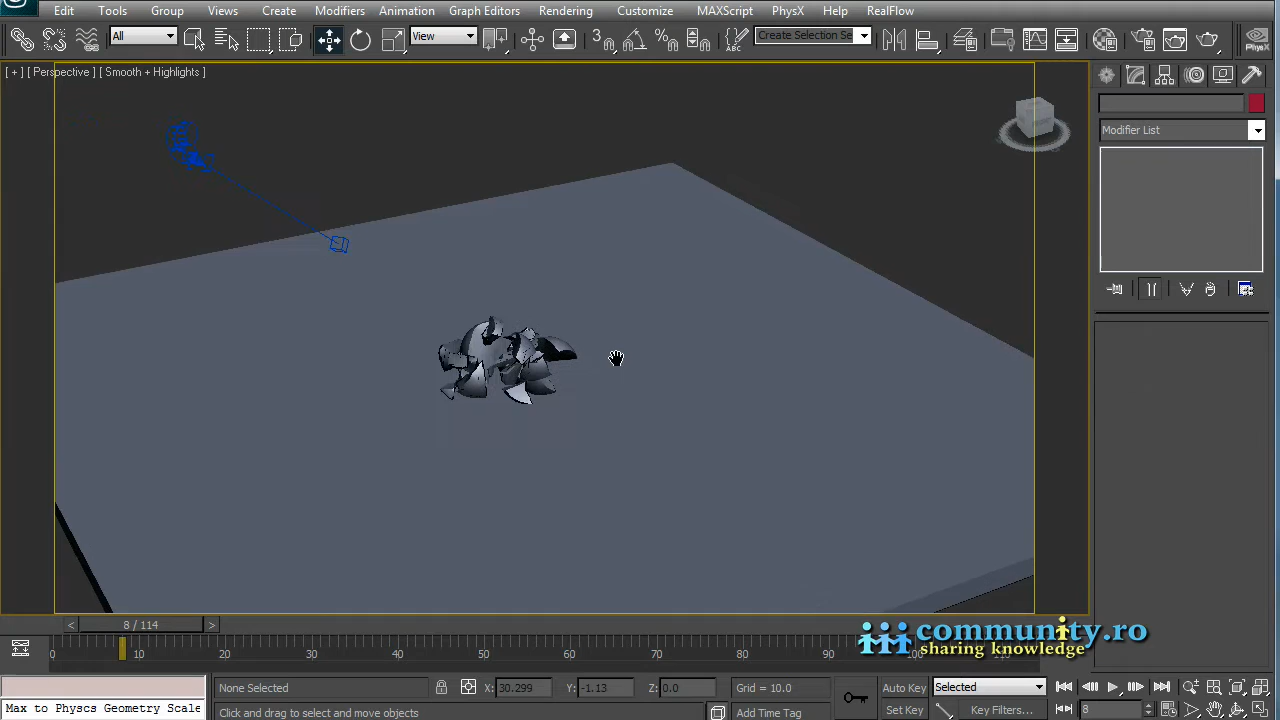 Edit Tools Group Views Create Modifiers Animation Graph Editors Rendering Customize MAXScript PhysX Help RealFlow
All View 3 Create Selection Se PhysX
[ + ] [ Perspective ] [ Smooth + Highlights ]
Modifier List
< 8 / 114 >
0 10 20 30 40 50 60 70 80 90 100 110
community.ro
sharing knowledge
None Selected X: 30.299 Y: -1.13 Z: 0.0 Grid = 10.0 Auto Key Selected
Max to Physcs Geometry Scale Click and drag to select and move objects Add Time Tag Set Key Key Filters... 8